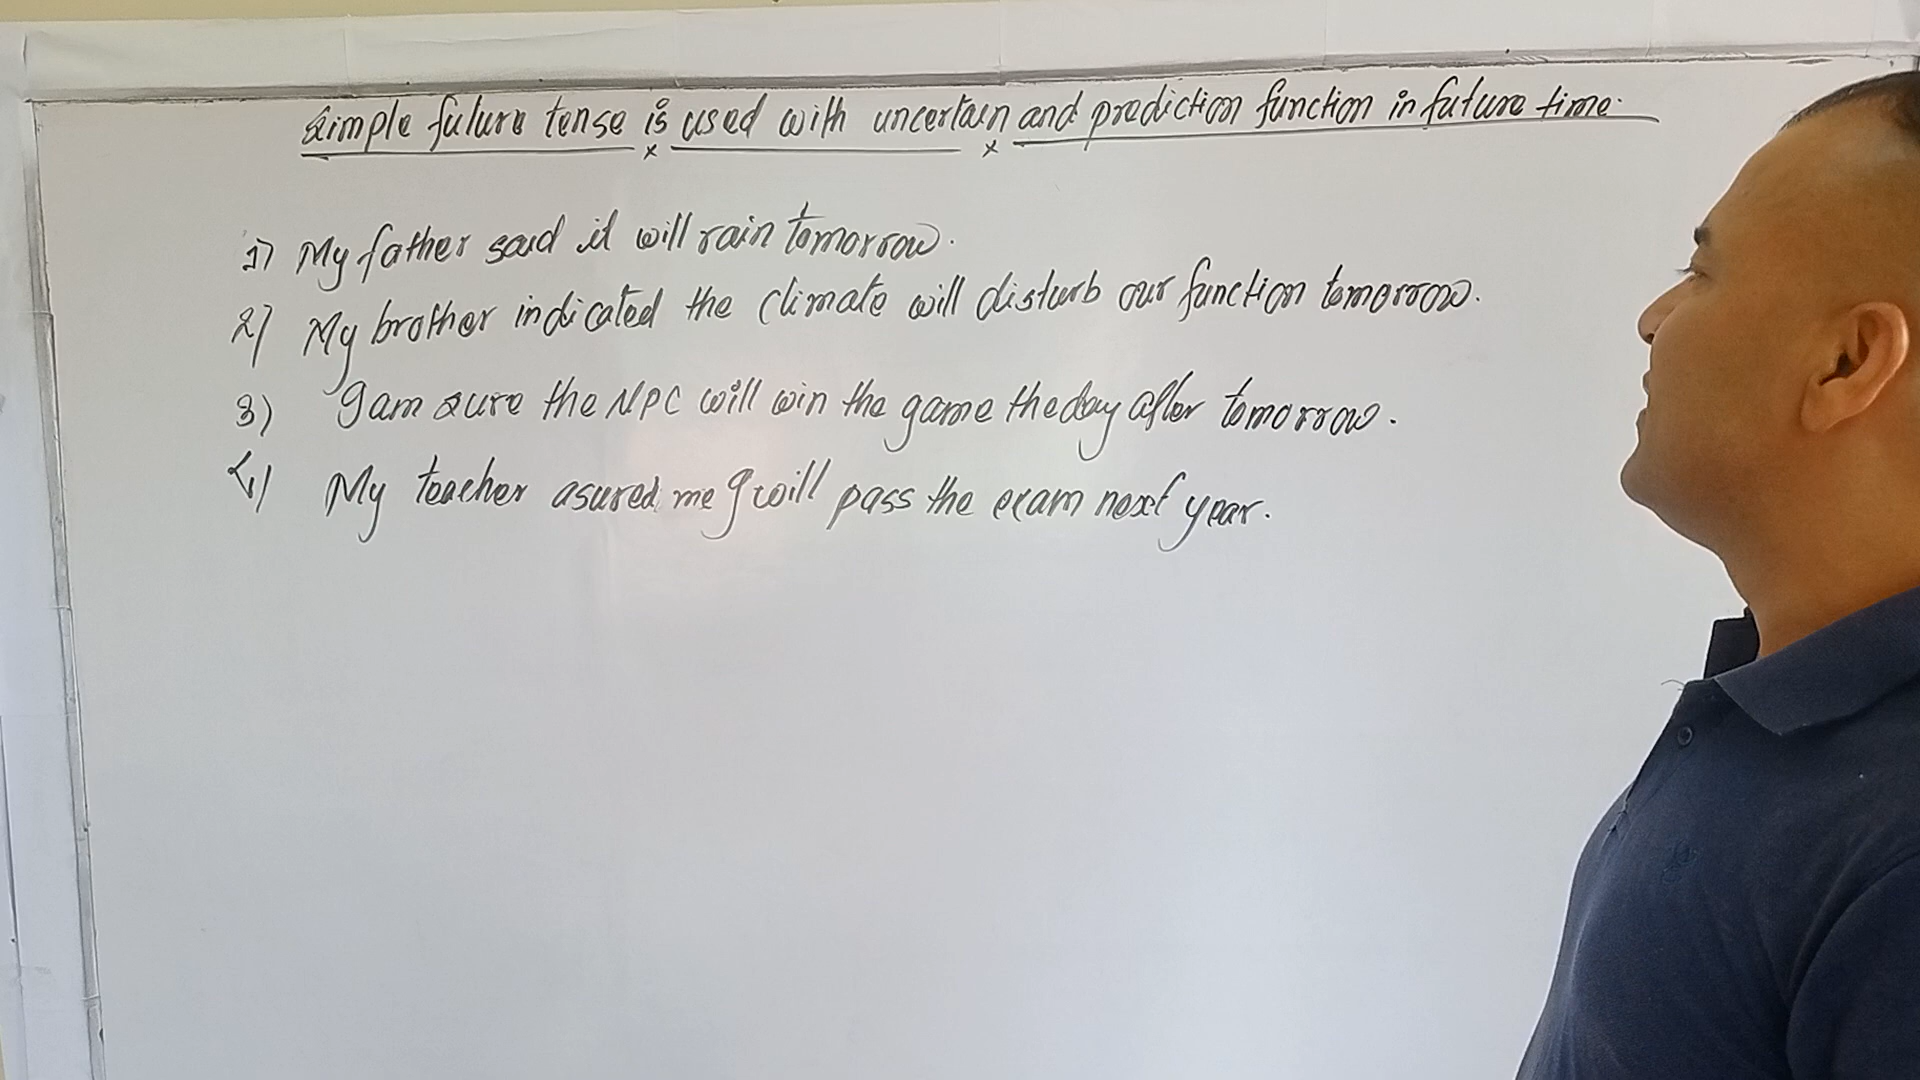 Simple future tense is used with uncertain and prediction function in future time.
1) My father said it will rain tomorrow.
2) My brother indicated the climate will disturb our function tomorrow.
3) I am sure the NPC will win the game the day after tomorrow.
4) My teacher asured me I will pass the exam next year.